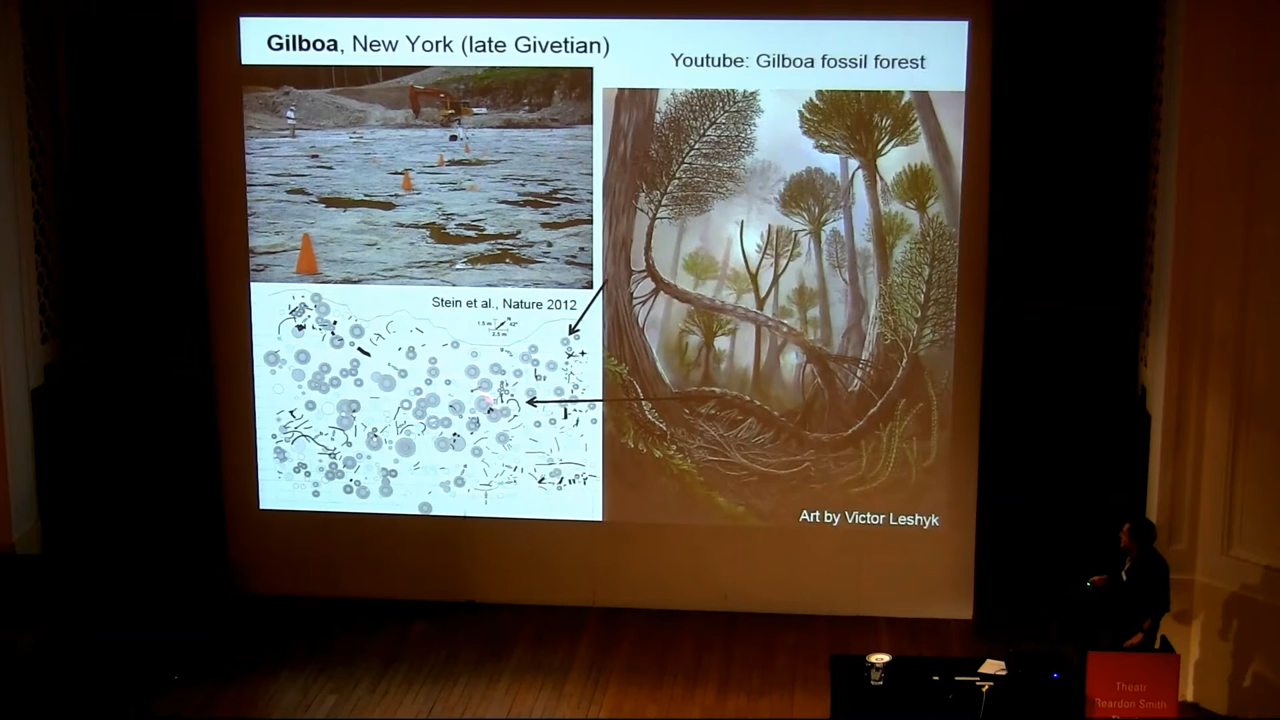 Gilboa, New York (late Givetian)
Youtube: Gilboa fossil forest
Stein et al., Nature 2012
Art by Victor Leshyk
Theatr
Reardon Smith